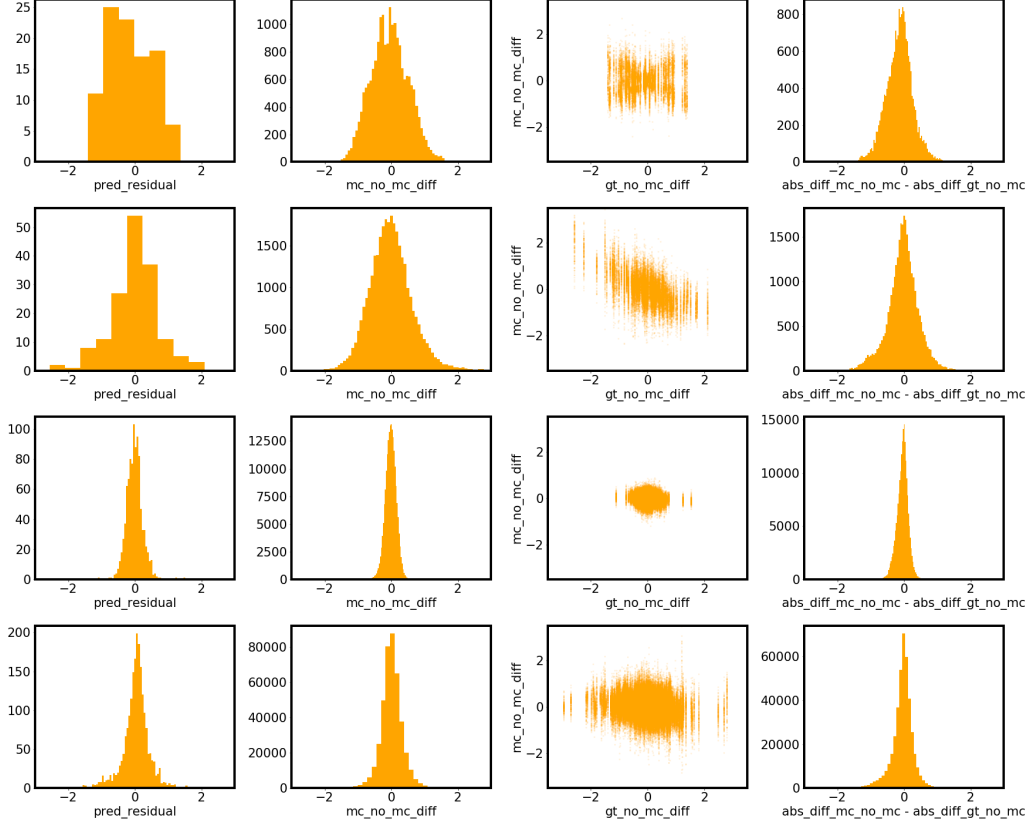 25
20
15
10
5
0
−2 0 2
pred_residual
1000
800
600
400
200
0
−2 0 2
mc_no_mc_diff
mc_no_mc_diff
2
0
−2
−2 0 2
gt_no_mc_diff
800
600
400
200
0
−2 0 2
abs_diff_mc_no_mc - abs_diff_gt_no_mc
50
40
30
20
10
0
−2 0 2
pred_residual
1500
1000
500
0
−2 0 2
mc_no_mc_diff
mc_no_mc_diff
2
0
−2
−2 0 2
gt_no_mc_diff
1500
1000
500
0
−2 0 2
abs_diff_mc_no_mc - abs_diff_gt_no_mc
100
80
60
40
20
0
−2 0 2
pred_residual
12500
10000
7500
5000
2500
0
−2 0 2
mc_no_mc_diff
mc_no_mc_diff
2
0
−2
−2 0 2
gt_no_mc_diff
15000
10000
5000
0
−2 0 2
abs_diff_mc_no_mc - abs_diff_gt_no_mc
200
150
100
50
0
−2 0 2
pred_residual
80000
60000
40000
20000
0
−2 0 2
mc_no_mc_diff
mc_no_mc_diff
2
0
−2
−2 0 2
gt_no_mc_diff
60000
40000
20000
0
−2 0 2
abs_diff_mc_no_mc - abs_diff_gt_no_mc